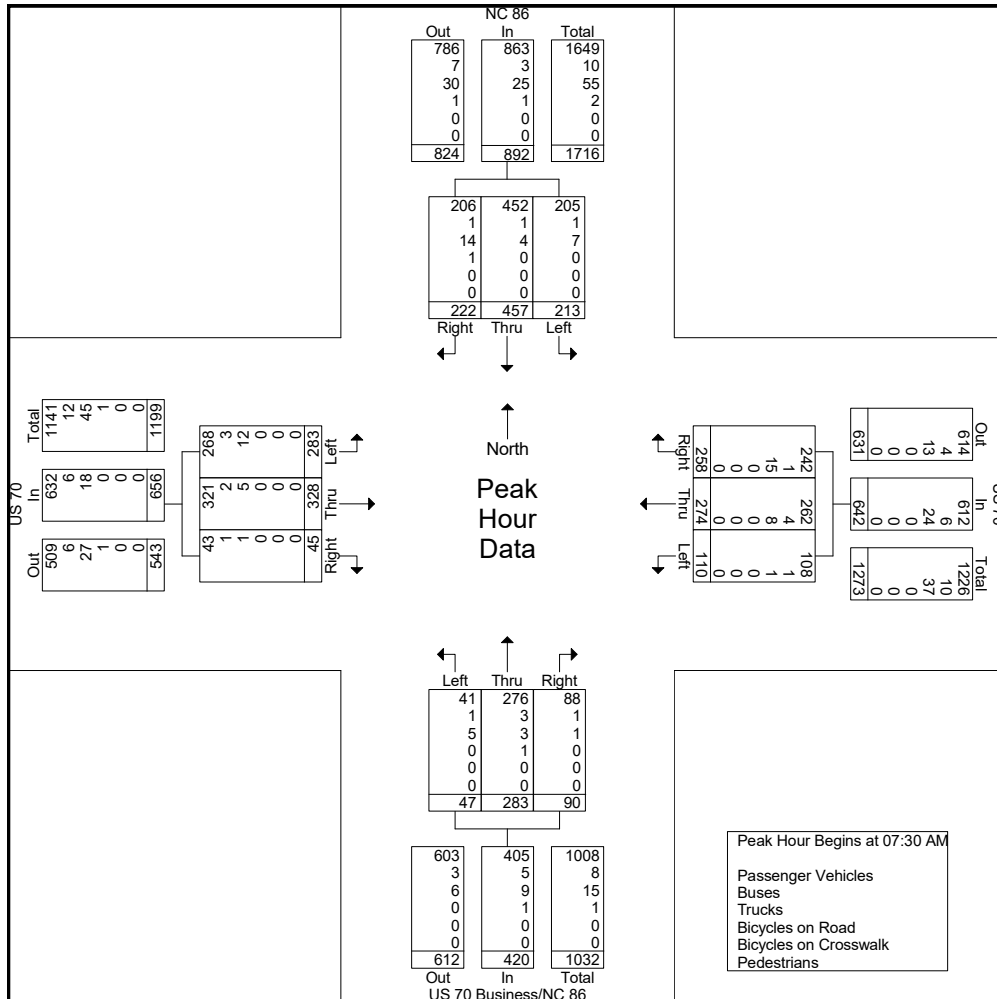 NC 86
Out In Total
786 863 1649
7 3 10
30 25 55
1 1 2
0 0 0
0 0 0
824 892 1716
206 452 205
1 1 1
14 4 7
1 0 0
0 0 0
0 0 0
222 457 213
Right Thru Left
US 70
Total 1141 12 45 1 0 0 1199
In 632 6 18 0 0 0 656
Out 509 6 27 1 0 0 543
Left 268 3 12 0 0 0 283
Thru 321 2 5 0 0 0 328
Right 43 1 1 0 0 0 45
North
Peak
Hour
Data
Right 242 1 15 0 0 0 258
Thru 262 4 8 0 0 0 274
Left 108 1 1 0 0 0 110
US 70
Out 614 4 13 0 0 0 631
In 612 6 24 0 0 0 642
Total 1226 10 37 0 0 0 1273
Left Thru Right
41 276 88
1 3 1
5 3 1
0 1 0
0 0 0
0 0 0
47 283 90
603 405 1008
3 5 8
6 9 15
0 1 1
0 0 0
0 0 0
612 420 1032
Out In Total
US 70 Business/NC 86
Peak Hour Begins at 07:30 AM
Passenger Vehicles
Buses
Trucks
Bicycles on Road
Bicycles on Crosswalk
Pedestrians